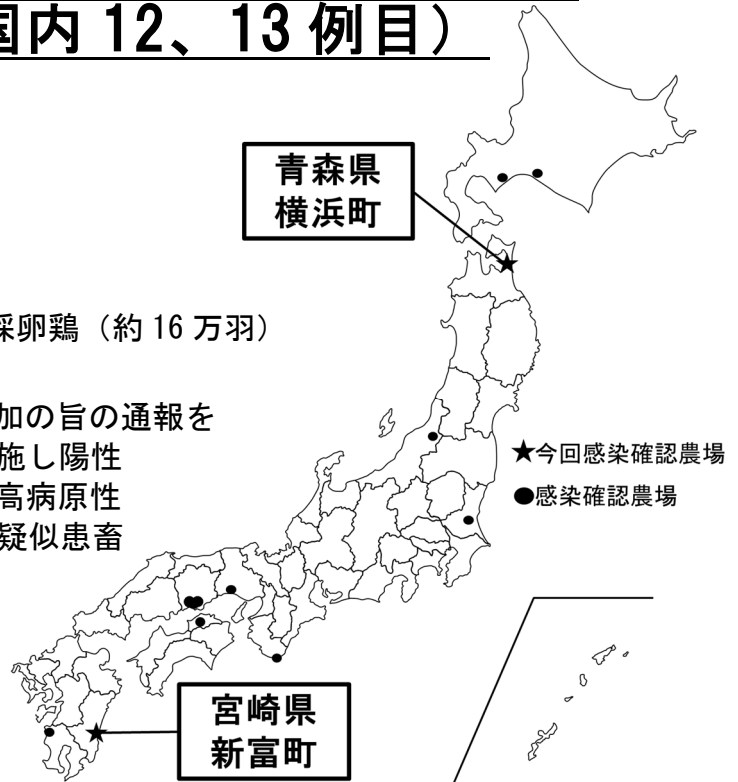 国内 12、13 例目）
青森県
横浜町
採卵鶏（約 16 万羽）
加の旨の通報を
施し陽性
高病原性
疑似患畜
★今回感染確認農場
●感染確認農場
宮崎県
新富町